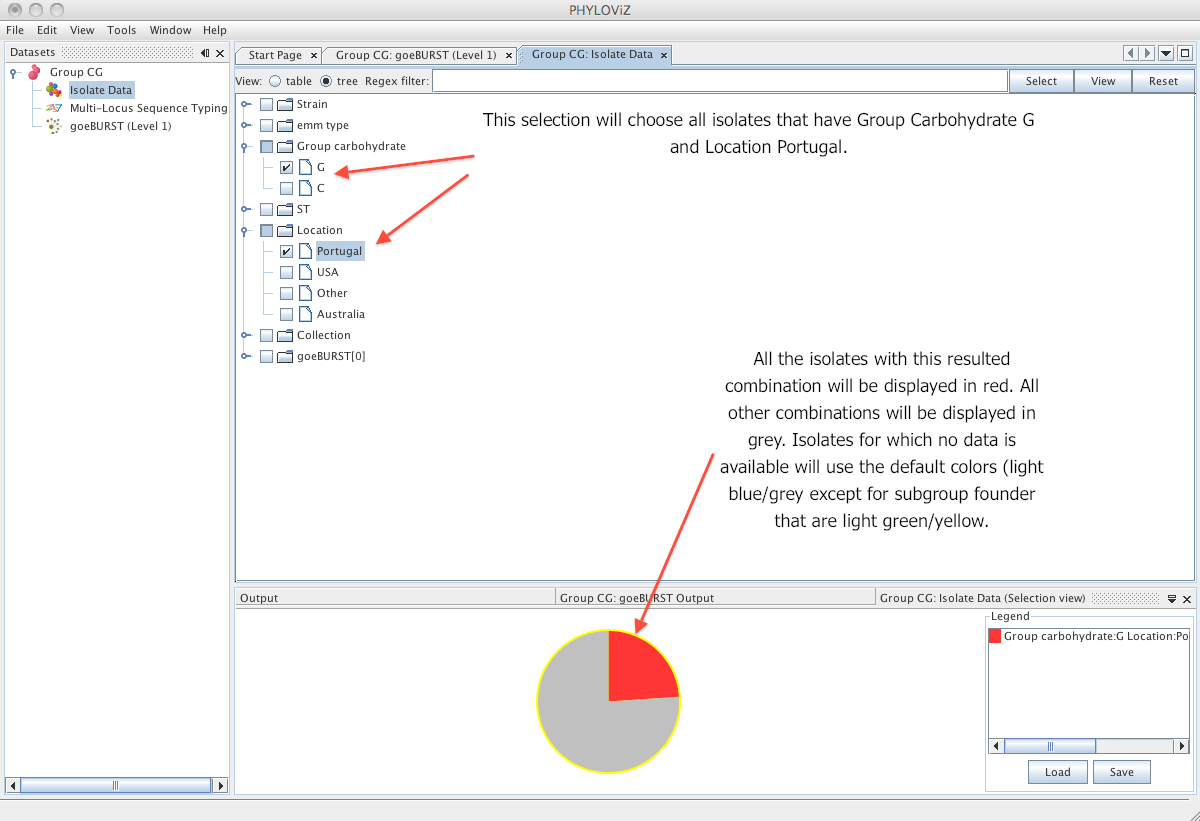 PHYLOViZ
File Edit View Tools Window Help
Datasets
Group CG
Isolate Data
Multi-Locus Sequence Typing
goeBURST (Level 1)
Start Page
Group CG: goeBURST (Level 1)
Group CG: Isolate Data
View: table tree Regex filter:
Select View Reset
Strain
emm type
Group carbohydrate
G
C
ST
Location
Portugal
USA
Other
Australia
Collection
goeBURST[0]
This selection will choose all isolates that have Group Carbohydrate G
and Location Portugal.
All the isolates with this resulted
combination will be displayed in red. All
other combinations will be displayed in
grey. Isolates for which no data is
available will use the default colors (light
blue/grey except for subgroup founder
that are light green/yellow.
Output
Group CG: goeBURST Output
Group CG: Isolate Data (Selection view)
Legend
Group carbohydrate:G Location:Po
Load Save